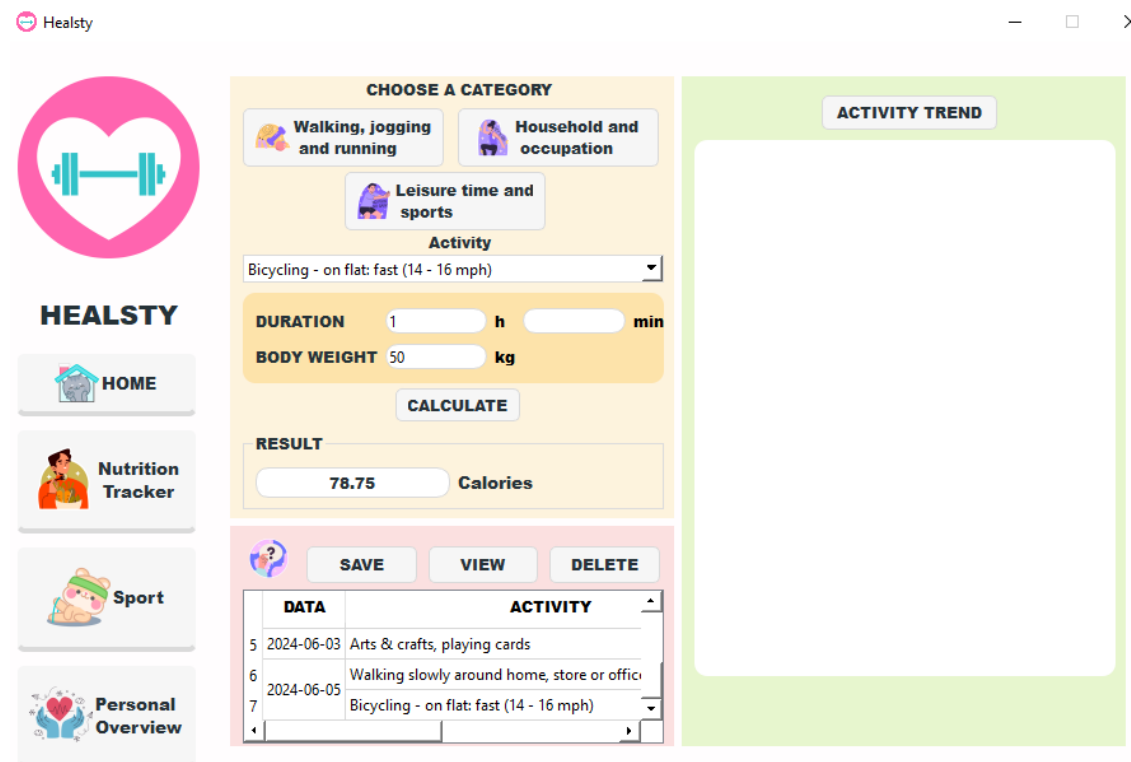 Healsty
HEALSTY
HOME
Nutrition
Tracker
Sport
Personal
Overview
CHOOSE A CATEGORY
Walking, jogging
and running
Household and
occupation
Leisure time and
sports
Activity
Bicycling - on flat: fast (14 - 16 mph)
DURATION 1 h min
BODY WEIGHT 50 kg
CALCULATE
RESULT
78.75 Calories
?
SAVE VIEW DELETE
DATA ACTIVITY
5 2024-06-03 Arts & crafts, playing cards
6 Walking slowly around home, store or offic
2024-06-05
7 Bicycling - on flat: fast (14 - 16 mph)
ACTIVITY TREND